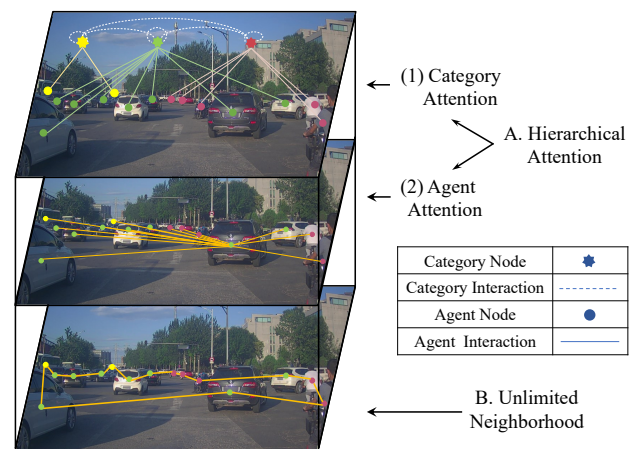 (1) Category
Attention
A. Hierarchical
Attention
(2) Agent
Attention
Category Node
Category Interaction
Agent Node
Agent Interaction
B. Unlimited
Neighborhood